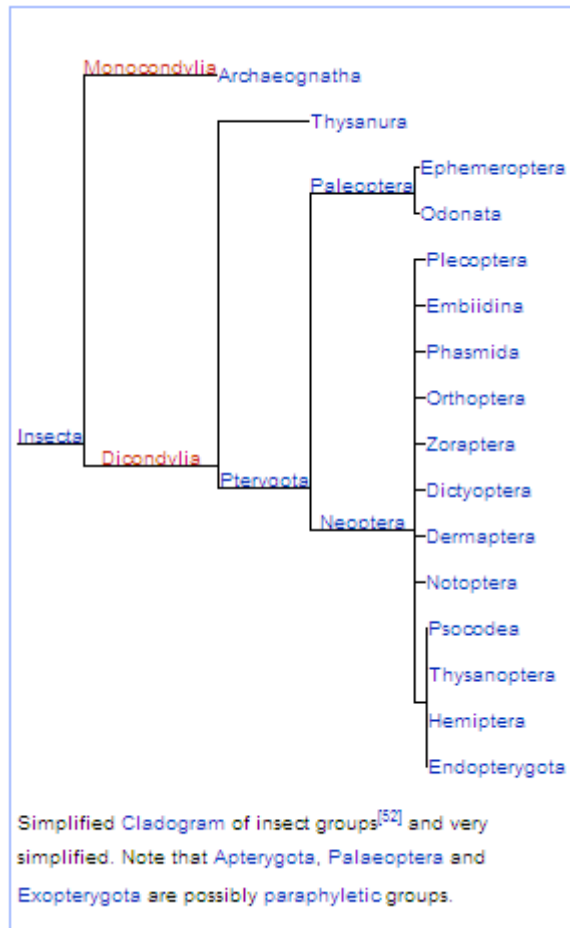 Monocondylia
Archaeognatha
Thysanura
Ephemeroptera
Paleoptera
Odonata
Plecoptera
Embiidina
Phasmida
Orthoptera
Insecta
Zoraptera
Dicondylia
Pterygota
Dictyoptera
Neoptera
Dermaptera
Notoptera
Psocodea
Thysanoptera
Hemiptera
Endopterygota
Simplified Cladogram of insect groups[52] and very
simplified. Note that Apterygota, Palaeoptera and
Exopterygota are possibly paraphyletic groups.